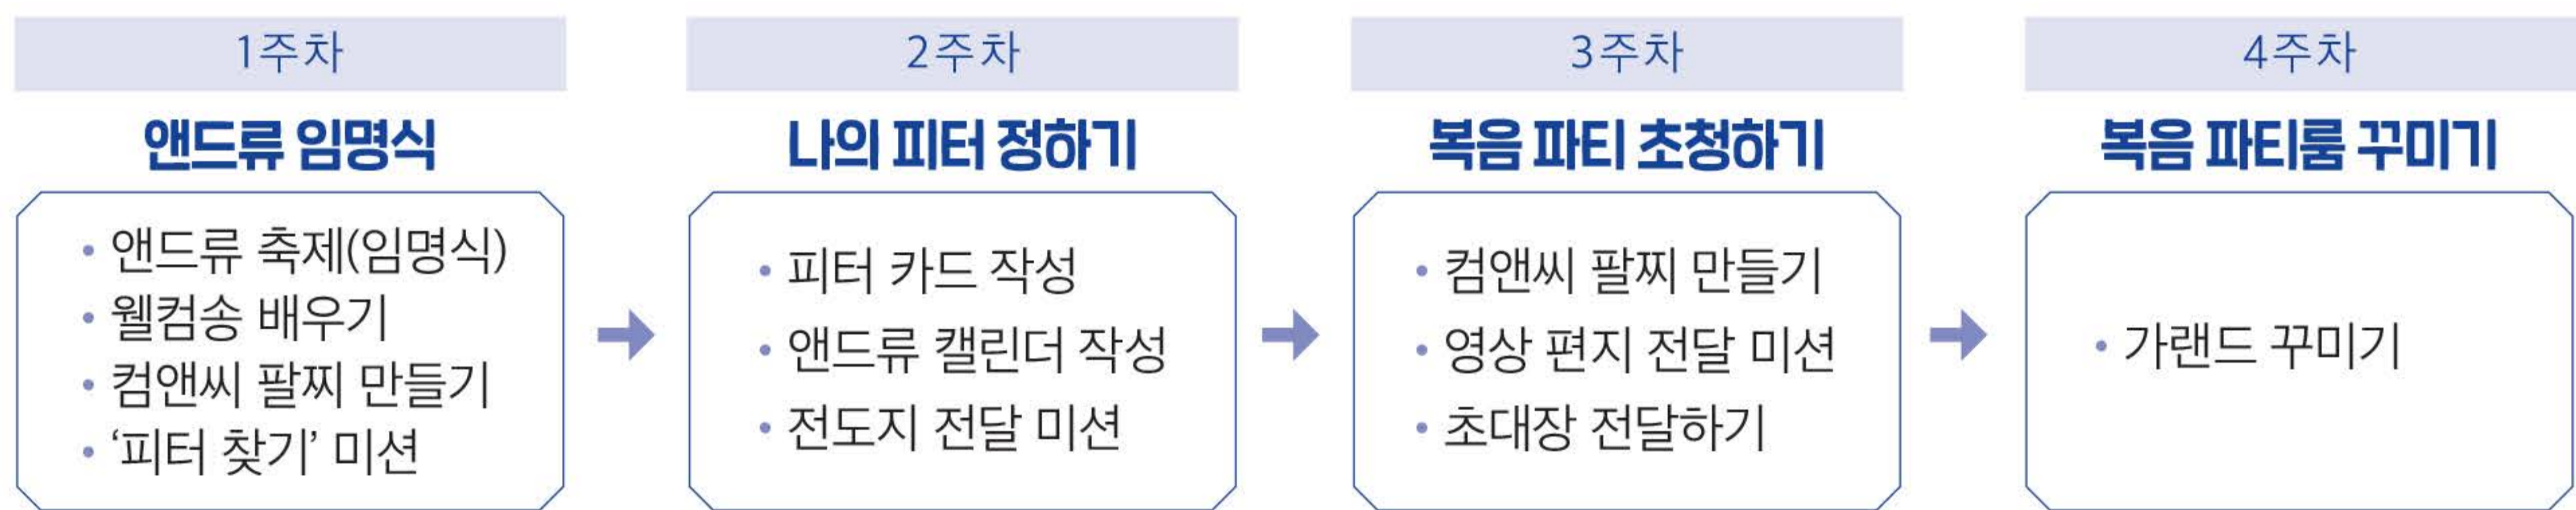 1주차
앤드류 임명식
• 앤드류 축제(임명식)
• 웰컴송 배우기
• 컴앤씨 팔찌 만들기
• ‘피터 찾기’ 미션
2주차
나의 피터 정하기
• 피터 카드 작성
• 앤드류 캘린더 작성
• 전도지 전달 미션
3주차
복음 파티 초청하기
• 컴앤씨 팔찌 만들기
• 영상 편지 전달 미션
• 초대장 전달하기
4주차
복음 파티룸 꾸미기
• 가랜드 꾸미기